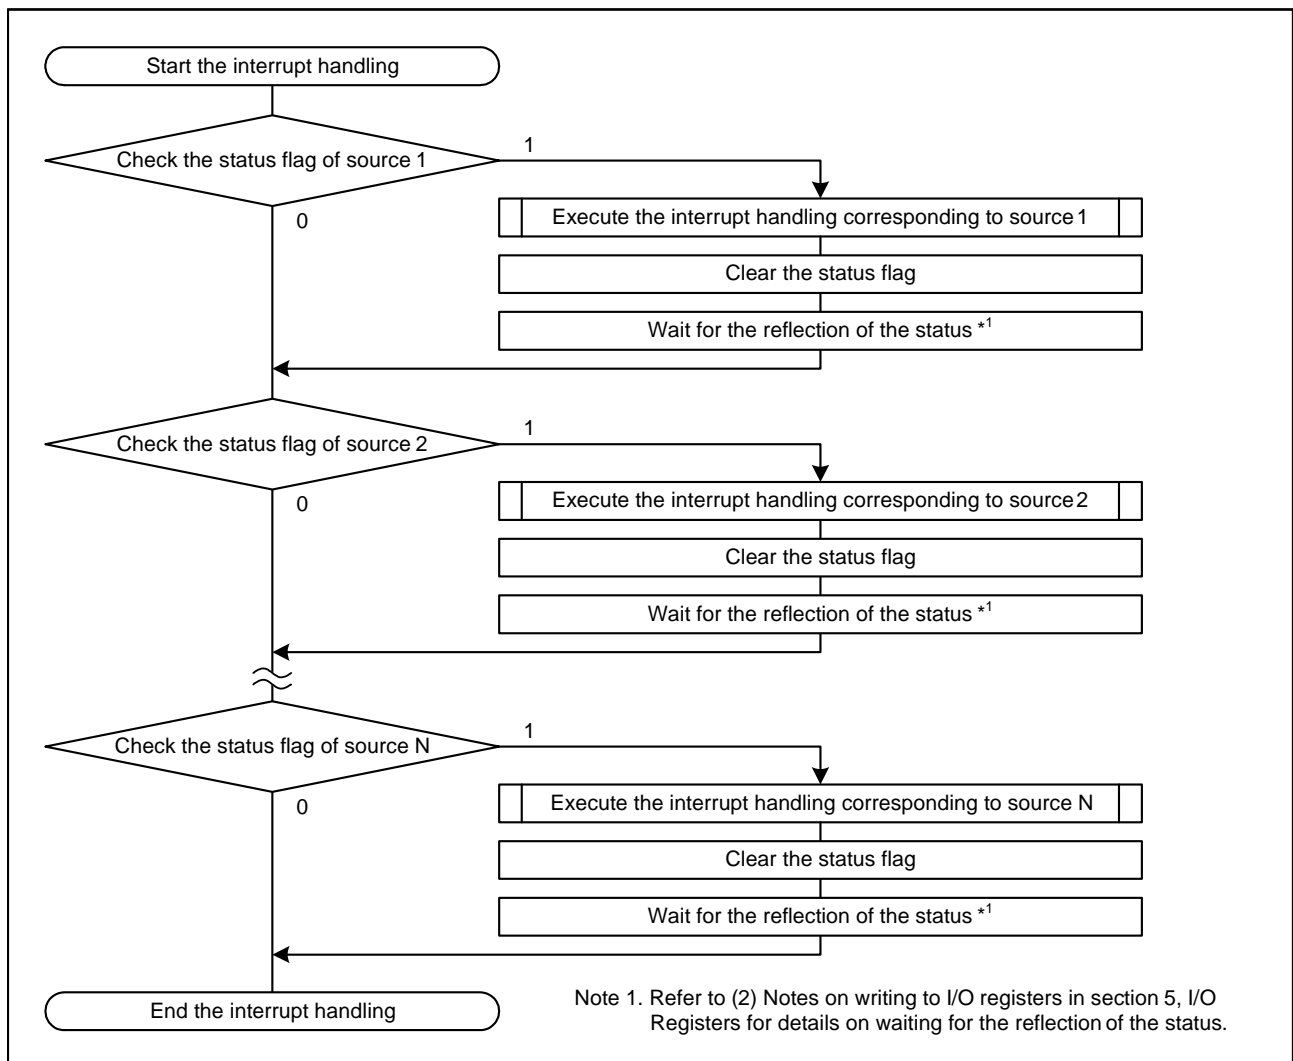 Start the interrupt handling
Check the status flag of source 1
1
0
Execute the interrupt handling corresponding to source 1
Clear the status flag
Wait for the reflection of the status *1
Check the status flag of source 2
1
0
Execute the interrupt handling corresponding to source 2
Clear the status flag
Wait for the reflection of the status *1
Check the status flag of source N
1
0
Execute the interrupt handling corresponding to source N
Clear the status flag
Wait for the reflection of the status *1
End the interrupt handling
Note 1. Refer to (2) Notes on writing to I/O registers in section 5, I/O
Registers for details on waiting for the reflection of the status.